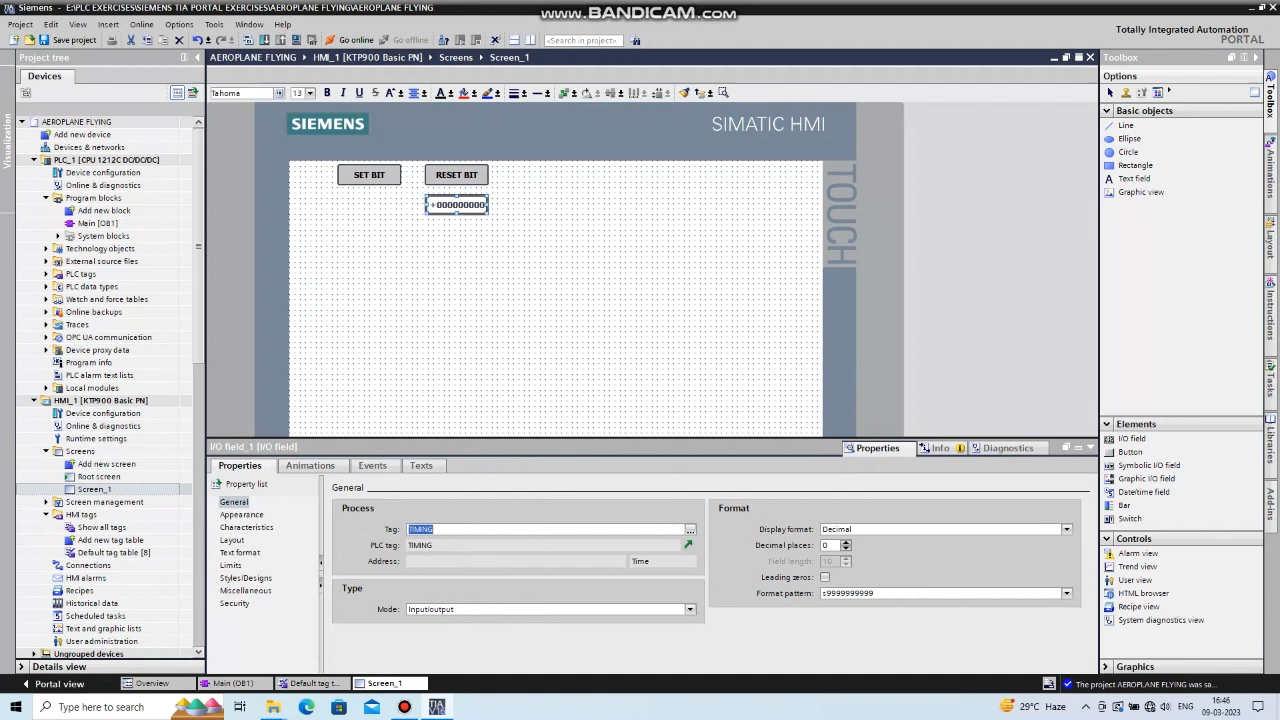 www.BANDICAM.com
Siemens - E:\PLC EXERCISES\SIEMENS TIA PORTAL EXERCISES\AEROPLANE FLYING\AEROPLANE FLYING
Project Edit View Insert Online Options Tools Window Help
Totally Integrated Automation
PORTAL
Save project Go online Go offline <Search in project>
Project tree
AEROPLANE FLYING HMI_1 [KTP900 Basic PN] Screens Screen_1
Toolbox
Devices
Options
Tahoma 13 B I U S A
Visualization
AEROPLANE FLYING
Add new device
Devices & networks
PLC_1 [CPU 1212C DC/DC/DC]
Device configuration
Online & diagnostics
Program blocks
Add new block
Main [OB1]
System blocks
Technology objects
External source files
PLC tags
PLC data types
Watch and force tables
Online backups
Traces
OPC UA communication
Device proxy data
Program info
PLC alarm text lists
Local modules
HMI_1 [KTP900 Basic PN]
Device configuration
Online & diagnostics
Runtime settings
Screens
Add new screen
Root screen
Screen_1
Screen management
HMI tags
Show all tags
Add new tag table
Default tag table [8]
Connections
HMI alarms
Recipes
Historical data
Scheduled tasks
Text and graphic lists
User administration
Ungrouped devices
Details view
SIEMENS
SIMATIC HMI
TOUCH
SET BIT RESET BIT
+000000000
I/O field_1 [I/O field]
Properties Info Diagnostics
Properties Animations Events Texts
Property list
General
Appearance
Characteristics
Layout
Text format
Limits
Styles/Designs
Miscellaneous
Security
General
Process
Tag: TIMING
PLC tag: TIMING
Address: Time
Type
Mode: Input/output
Format
Display format: Decimal
Decimal places: 0
Field length: 10
Leading zeros:
Format pattern: s9999999999
Basic objects
Line
Ellipse
Circle
Rectangle
Text field
Graphic view
Elements
I/O field
Button
Symbolic I/O field
Graphic I/O field
Date/time field
Bar
Switch
Controls
Alarm view
Trend view
User view
HTML browser
Recipe view
System diagnostics view
Graphics
Toolbox
Animations
Layout
Instructions
Tasks
Libraries
Add-ins
Portal view Overview Main (OB1) Default tag t... Screen_1 The project AEROPLANE FLYING was sa...
Type here to search
29°C Haze
ENG
16:46
09-03-2023